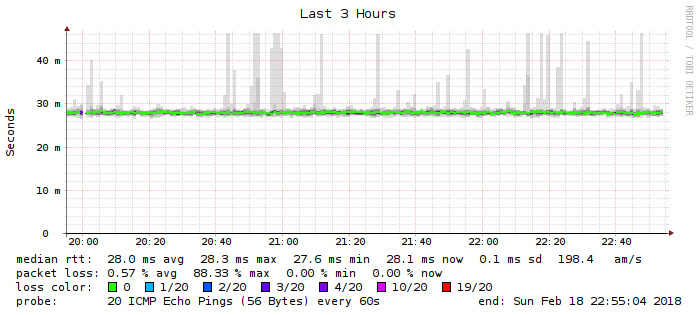 Last 3 Hours
RRDTOOL / TOBI OETIKER
Seconds
40 m
30 m
20 m
10 m
0
20:00 20:20 20:40 21:00 21:20 21:40 22:00 22:20 22:40
median rtt: 28.0 ms avg 28.3 ms max 27.6 ms min 28.1 ms now 0.1 ms sd 198.4 am/s
packet loss: 0.57 % avg 88.33 % max 0.00 % min 0.00 % now
loss color: 0 1/20 2/20 3/20 4/20 10/20 19/20
probe: 20 ICMP Echo Pings (56 Bytes) every 60s end: Sun Feb 18 22:55:04 2018